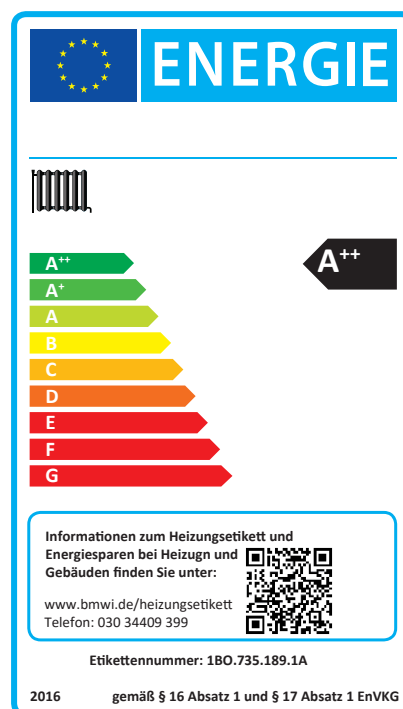 ENERGIE
A++
A++
A+
A
B
C
D
E
F
G
Informationen zum Heizungsetikett und
Energiesparen bei Heizugn und
Gebäuden finden Sie unter:
www.bmwi.de/heizungsetikett
Telefon: 030 34409 399
Etikettennummer: 1BO.735.189.1A
2016 gemäß § 16 Absatz 1 und § 17 Absatz 1 EnVKG